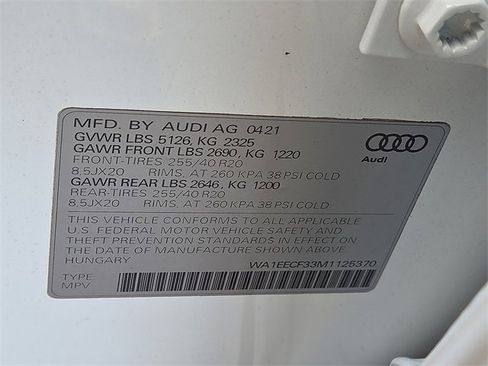 MFD. BY AUDI AG 04.21
GVWR LBS 5126, KG 2325
GAWR FRONT LBS 2690, KG 1220
FRONT-TIRES 255/40 R20
8,5JX20 RIMS, AT 260 KPA 38 PSI COLD
GAWR REAR LBS 2646, KG 1200
REAR-TIRES 255/40 R20
8,5JX20 RIMS, AT 260 KPA 38 PSI COLD
THIS VEHICLE CONFORMS TO ALL APPLICABLE
U.S. FEDERAL MOTOR VEHICLE SAFETY AND
THEFT PREVENTION STANDARDS IN EFFECT ON
THE DATE OF MANUFACTURE SHOWN ABOVE.
HUNGARY
WA1EECF33M1125370
TYPE:
MPV
Audi